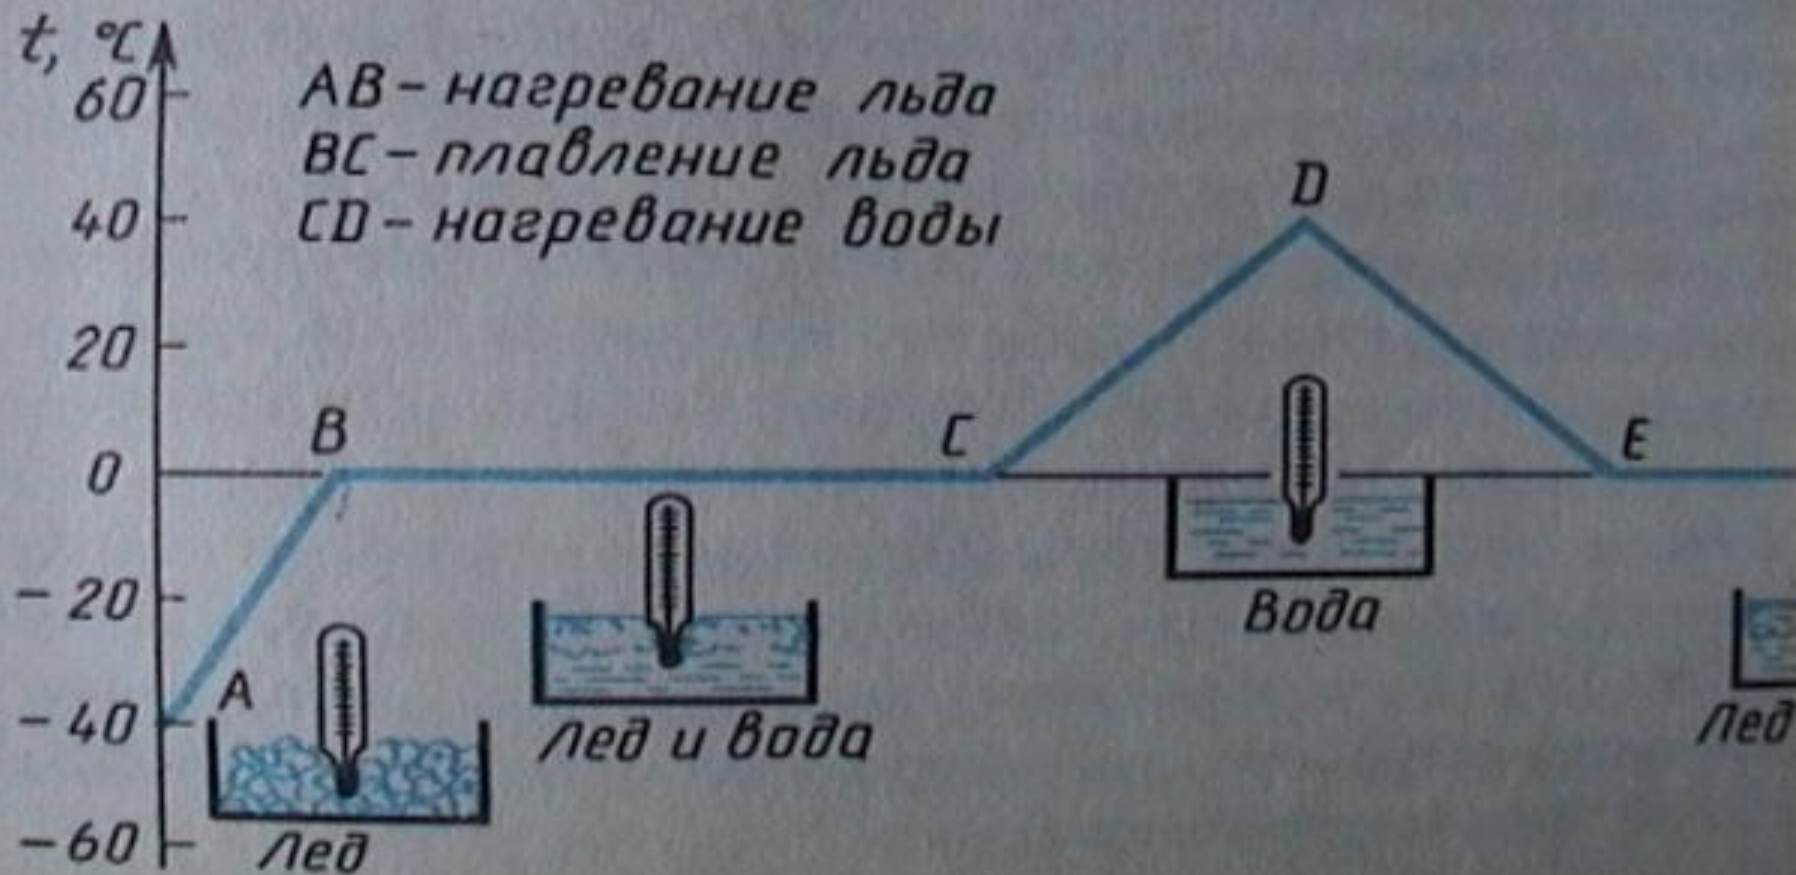 t, °C
60
AB – нагревание льда
BC – плавление льда
40
CD – нагревание воды
D
20
B
C
E
0
– 20
Вода
A
– 40
Лед и вода
Лед
– 60
Лед